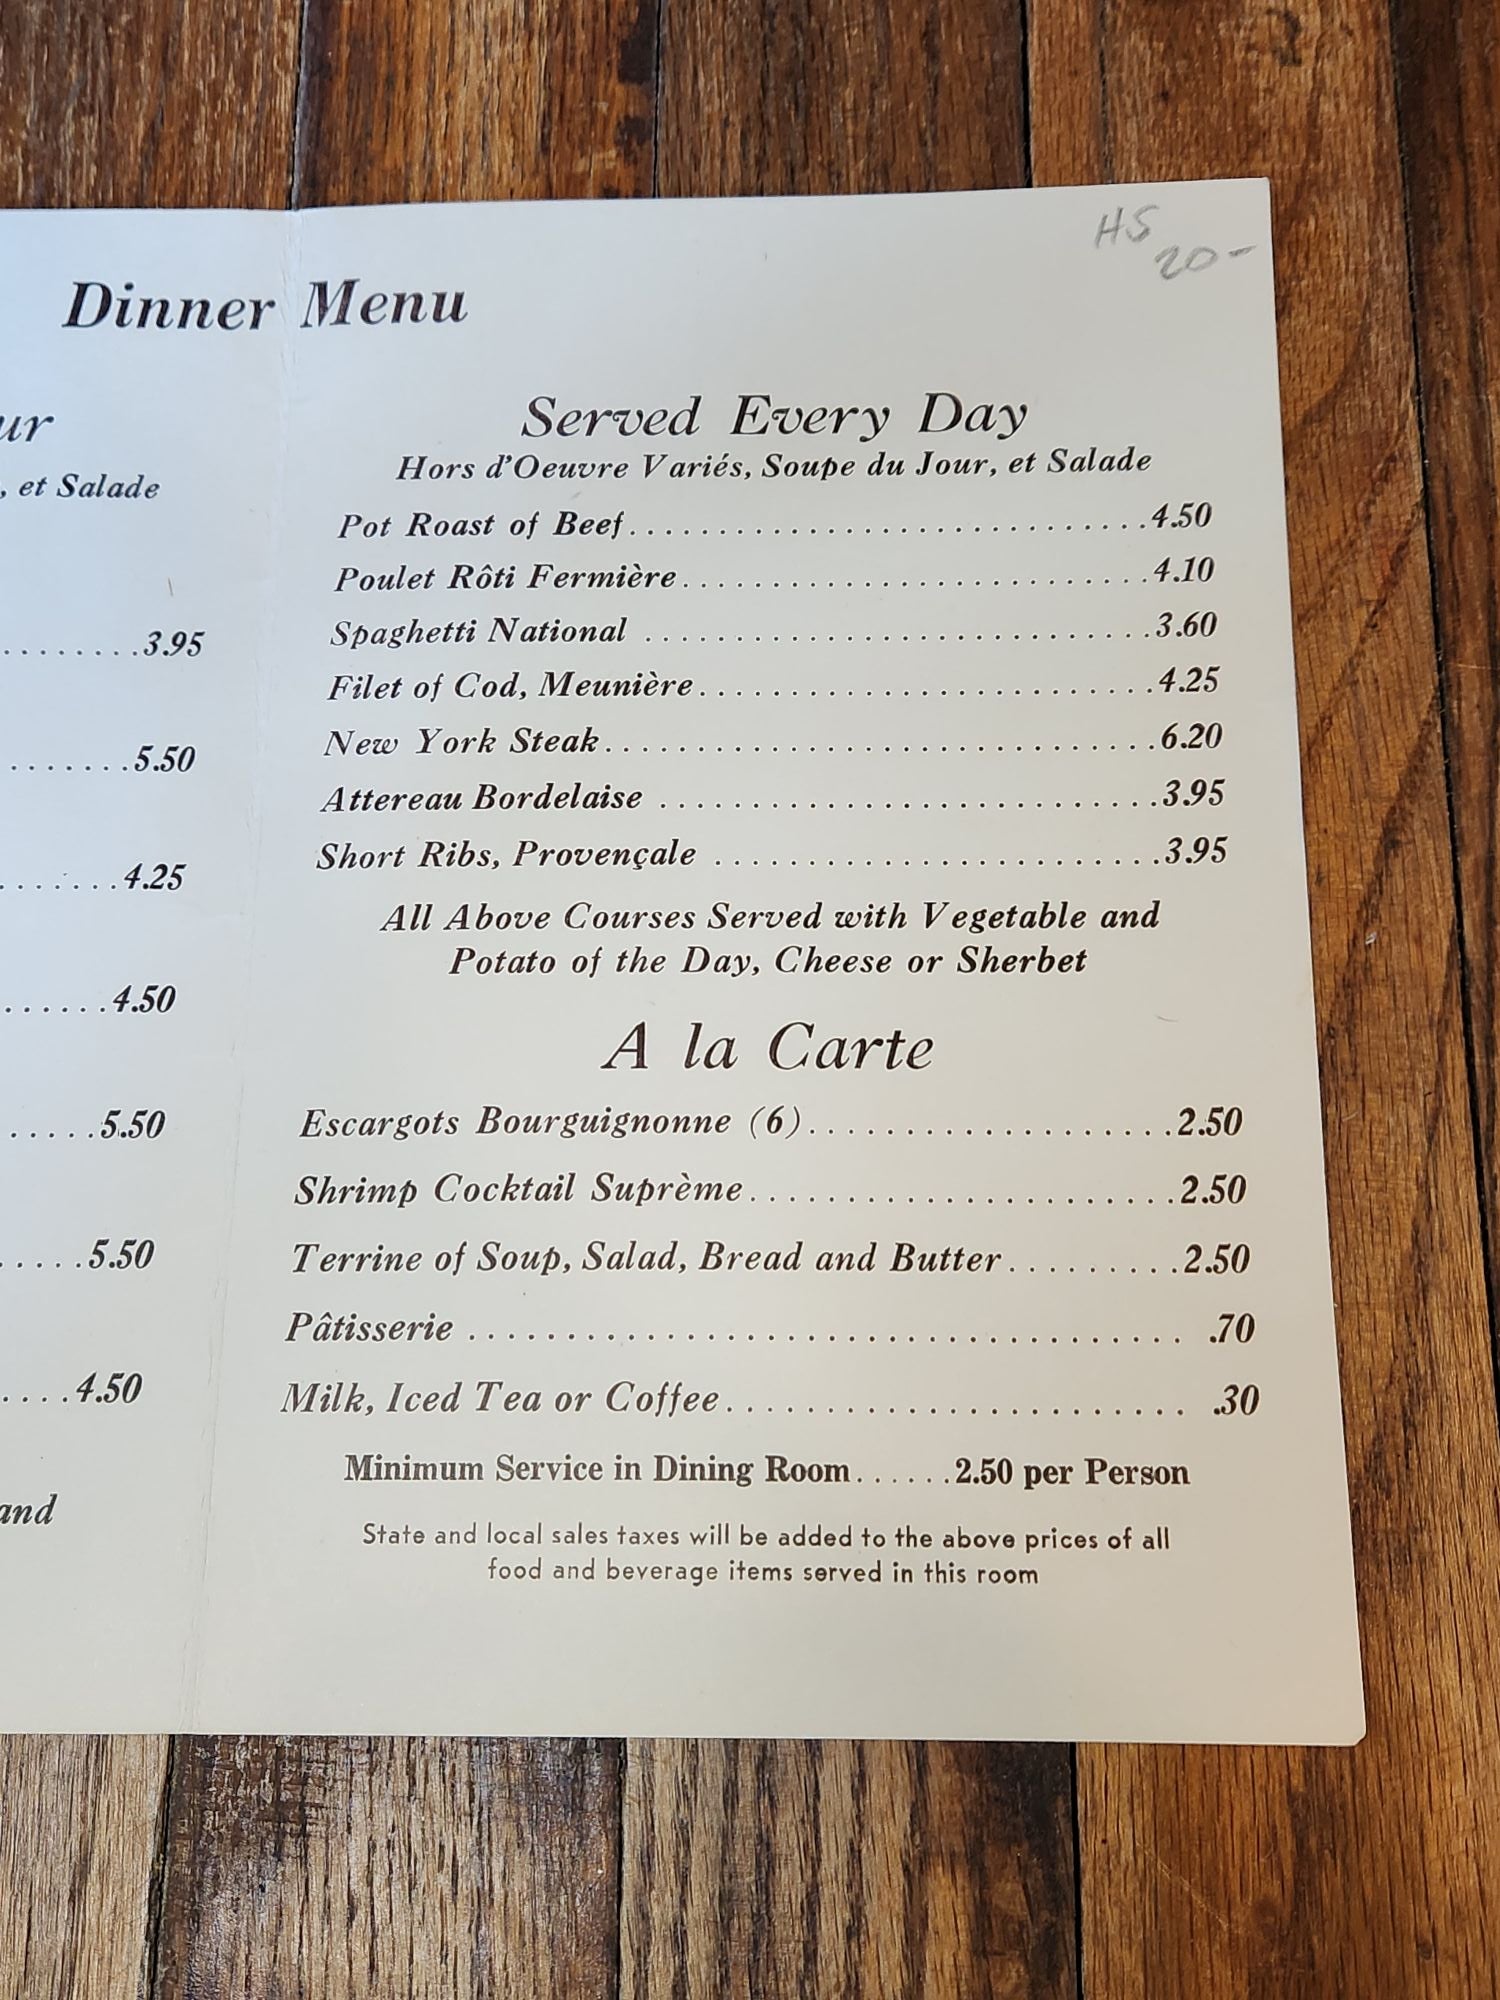 HS
20-
Dinner Menu
ur
, et Salade
........3.95
.......5.50
.......4.25
......4.50
.....5.50
.....5.50
....4.50
and
Served Every Day
Hors d'Oeuvre Variés, Soupe du Jour, et Salade
Pot Roast of Beef............................4.50
Poulet Rôti Fermière.........................4.10
Spaghetti National ...........................3.60
Filet of Cod, Meunière........................4.25
New York Steak.............................6.20
Attereau Bordelaise ..........................3.95
Short Ribs, Provençale ........................3.95
All Above Courses Served with Vegetable and
Potato of the Day, Cheese or Sherbet
A la Carte
Escargots Bourguignonne (6)...................2.50
Shrimp Cocktail Suprème......................2.50
Terrine of Soup, Salad, Bread and Butter.........2.50
Pâtisserie ..................................... .70
Milk, Iced Tea or Coffee........................ .30
Minimum Service in Dining Room......2.50 per Person
State and local sales taxes will be added to the above prices of all
food and beverage items served in this room